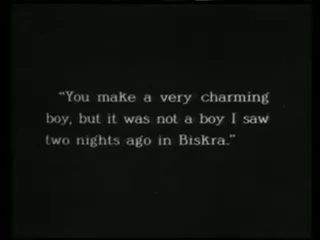 "You make a very charming
boy, but it was not a boy I saw
two nights ago in Biskra."